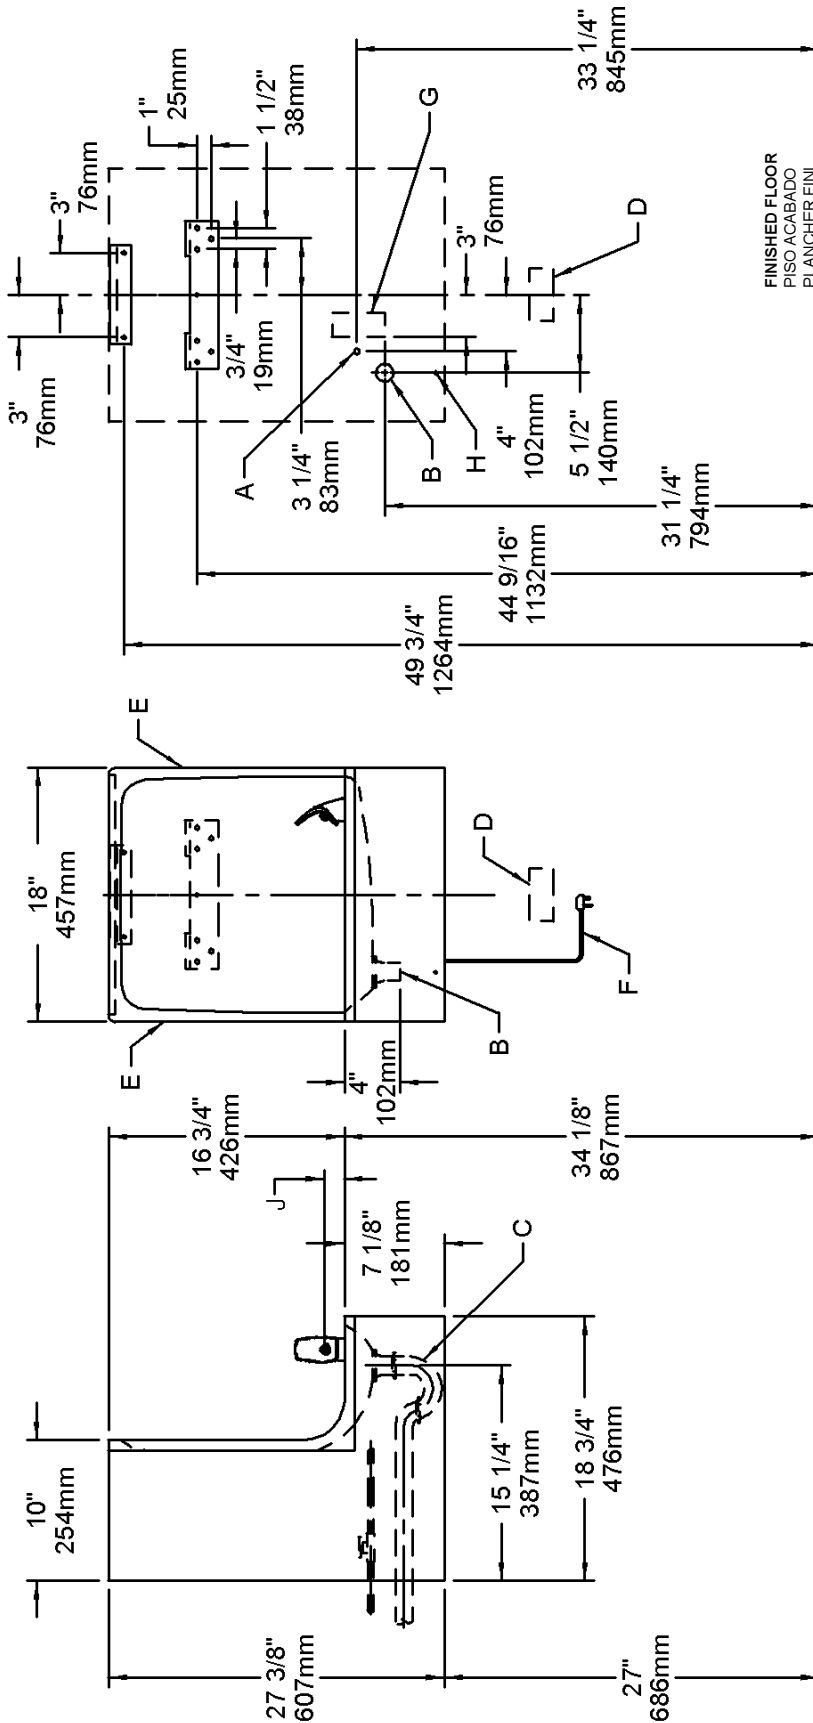 10"
254mm
27 3/8"
607mm
27"
686mm
15 1/4"
387mm
18 3/4"
476mm
C
7 1/8"
181mm
J
16 3/4"
426mm
34 1/8"
867mm
18"
457mm
E
E
4"
102mm
B
D
F
49 3/4"
1264mm
44 9/16"
1132mm
31 1/4"
794mm
33 1/4"
845mm
3"
76mm
3"
76mm
1"
25mm
1 1/2"
38mm
3/4"
19mm
3 1/4"
83mm
A
B
H
G
4"
102mm
3"
76mm
5 1/2"
140mm
D
FINISHED FLOOR
PISO ACABADO
PLANCHER FINI